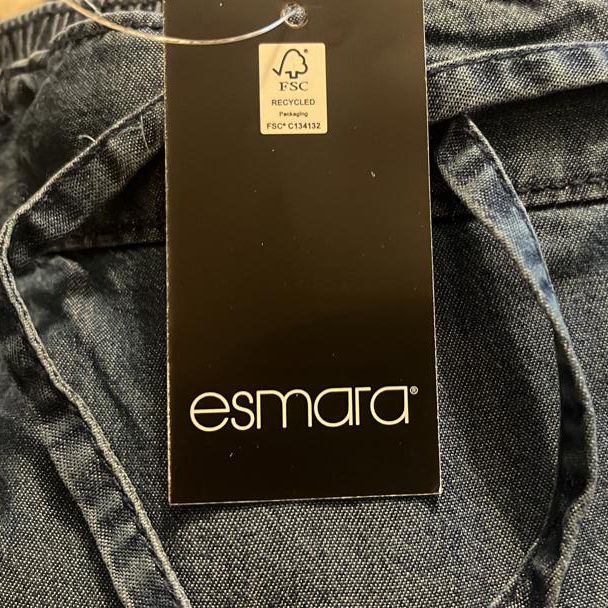 FSC
RECYCLED
Packaging
FSC® C134132
esmara®